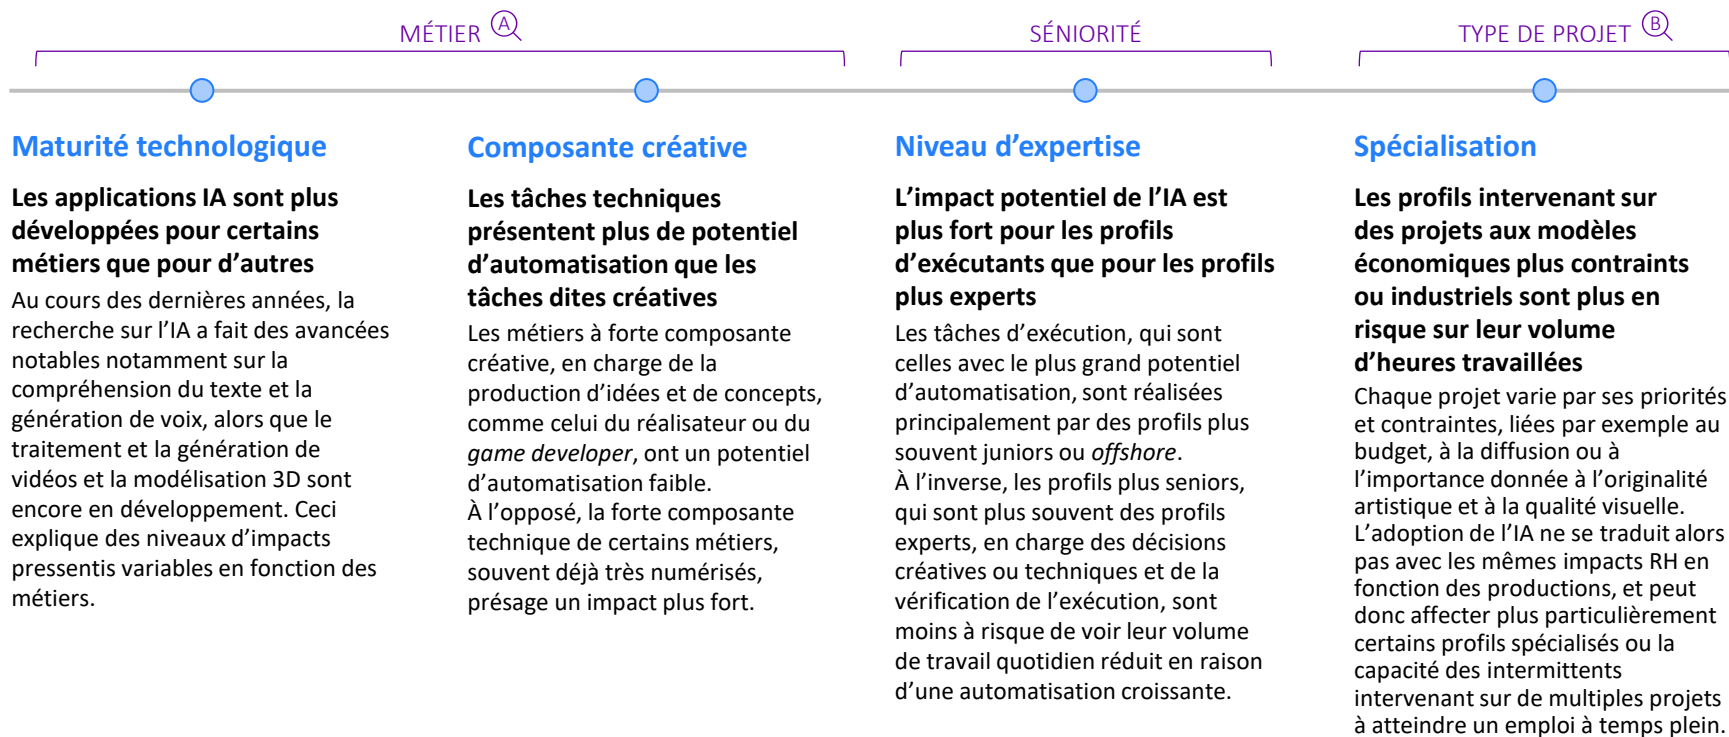 MÉTIER A
SÉNIORITÉ
TYPE DE PROJET B
Maturité technologique
Les applications IA sont plus
développées pour certains
métiers que pour d'autres
Au cours des dernières années, la
recherche sur l'IA a fait des avancées
notables notamment sur la
compréhension du texte et la
génération de voix, alors que le
traitement et la génération de
vidéos et la modélisation 3D sont
encore en développement. Ceci
explique des niveaux d'impacts
pressentis variables en fonction des
métiers.
Composante créative
Les tâches techniques
présentent plus de potentiel
d'automatisation que les
tâches dites créatives
Les métiers à forte composante
créative, en charge de la
production d'idées et de concepts,
comme celui du réalisateur ou du
game developer, ont un potentiel
d'automatisation faible.
À l'opposé, la forte composante
technique de certains métiers,
souvent déjà très numérisés,
présage un impact plus fort.
Niveau d'expertise
L'impact potentiel de l'IA est
plus fort pour les profils
d'exécutants que pour les profils
plus experts
Les tâches d'exécution, qui sont
celles avec le plus grand potentiel
d'automatisation, sont réalisées
principalement par des profils plus
souvent juniors ou offshore.
À l'inverse, les profils plus seniors,
qui sont plus souvent des profils
experts, en charge des décisions
créatives ou techniques et de la
vérification de l'exécution, sont
moins à risque de voir leur volume
de travail quotidien réduit en raison
d'une automatisation croissante.
Spécialisation
Les profils intervenant sur
des projets aux modèles
économiques plus contraints
ou industriels sont plus en
risque sur leur volume
d'heures travaillées
Chaque projet varie par ses priorités
et contraintes, liées par exemple au
budget, à la diffusion ou à
l'importance donnée à l'originalité
artistique et à la qualité visuelle.
L'adoption de l'IA ne se traduit alors
pas avec les mêmes impacts RH en
fonction des productions, et peut
donc affecter plus particulièrement
certains profils spécialisés ou la
capacité des intermittents
intervenant sur de multiples projets
à atteindre un emploi à temps plein.